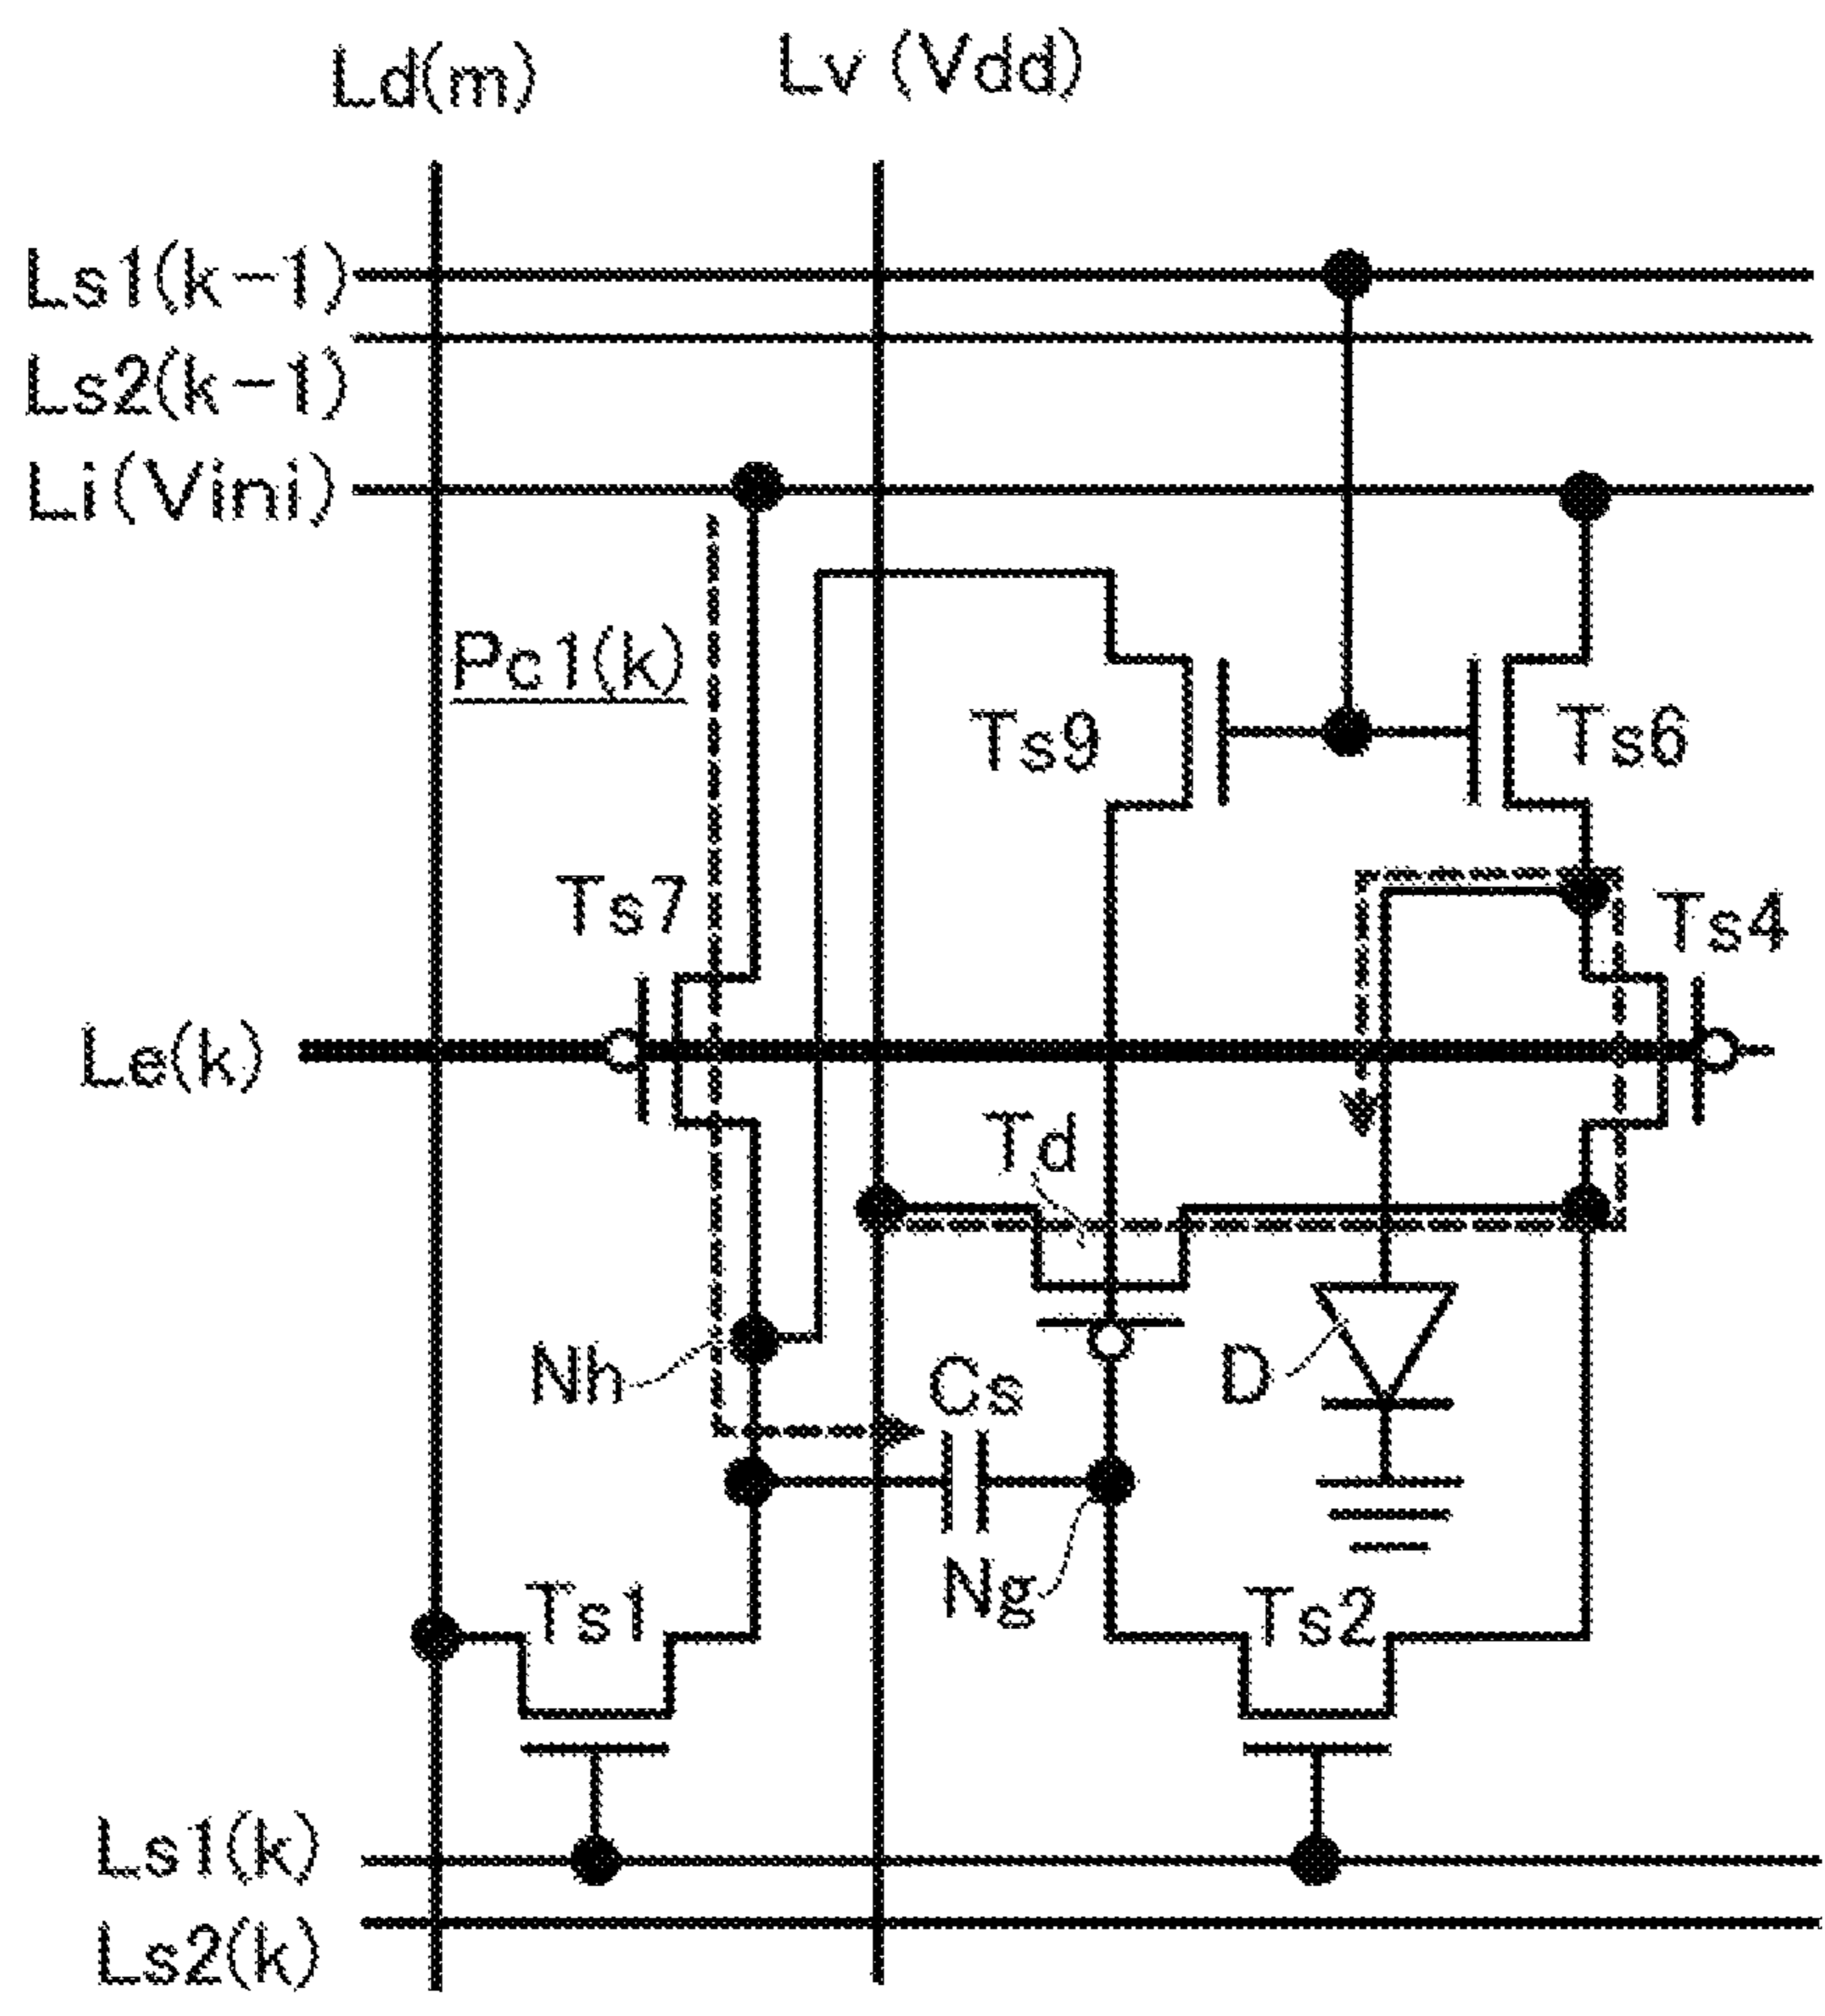 Ld(m)
Lv (Vdd)
Ls1(k-1)
Ls2(k-1)
Li(Vini)
Pc1(k)
Ts9
Ts6
Ts7
Ts4
Le(k)
Td
Nh
Cs
D
Ng
Ts1
Ts2
Ls1(k)
Ls2(k)